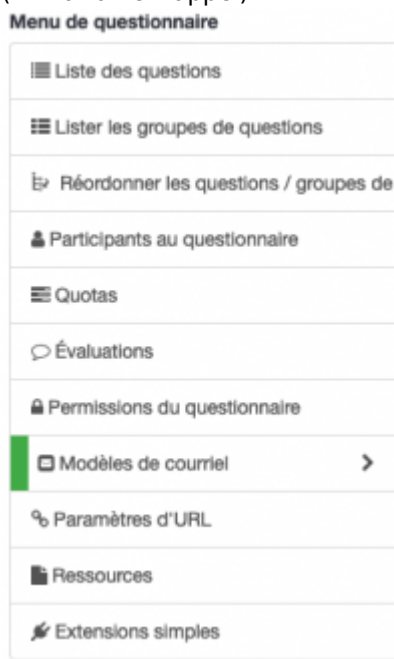 Menu de questionnaire
Liste des questions
Lister les groupes de questions
Réordonner les questions / groupes de
Participants au questionnaire
Quotas
Évaluations
Permissions du questionnaire
Modèles de courriel
Paramètres d'URL
Ressources
Extensions simples